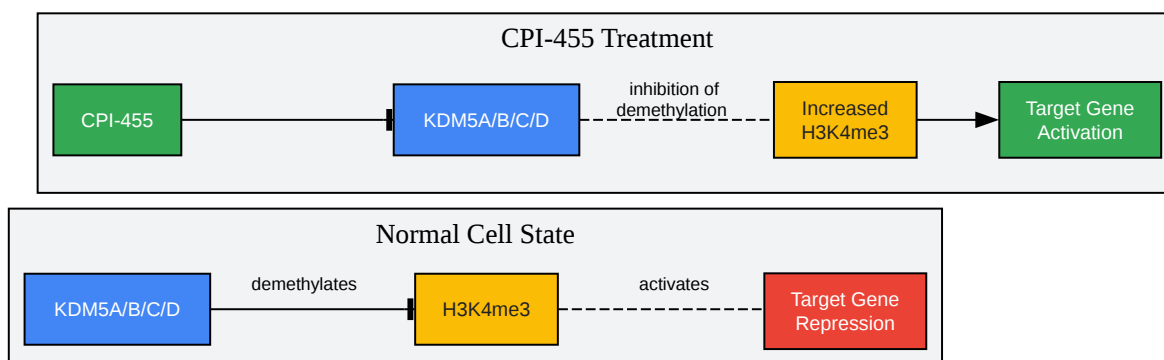 CPI-455 Treatment
CPI-455
KDM5A/B/C/D
inhibition of
demethylation
Increased
H3K4me3
Target Gene
Activation
Normal Cell State
KDM5A/B/C/D
demethylates
H3K4me3
activates
Target Gene
Repression